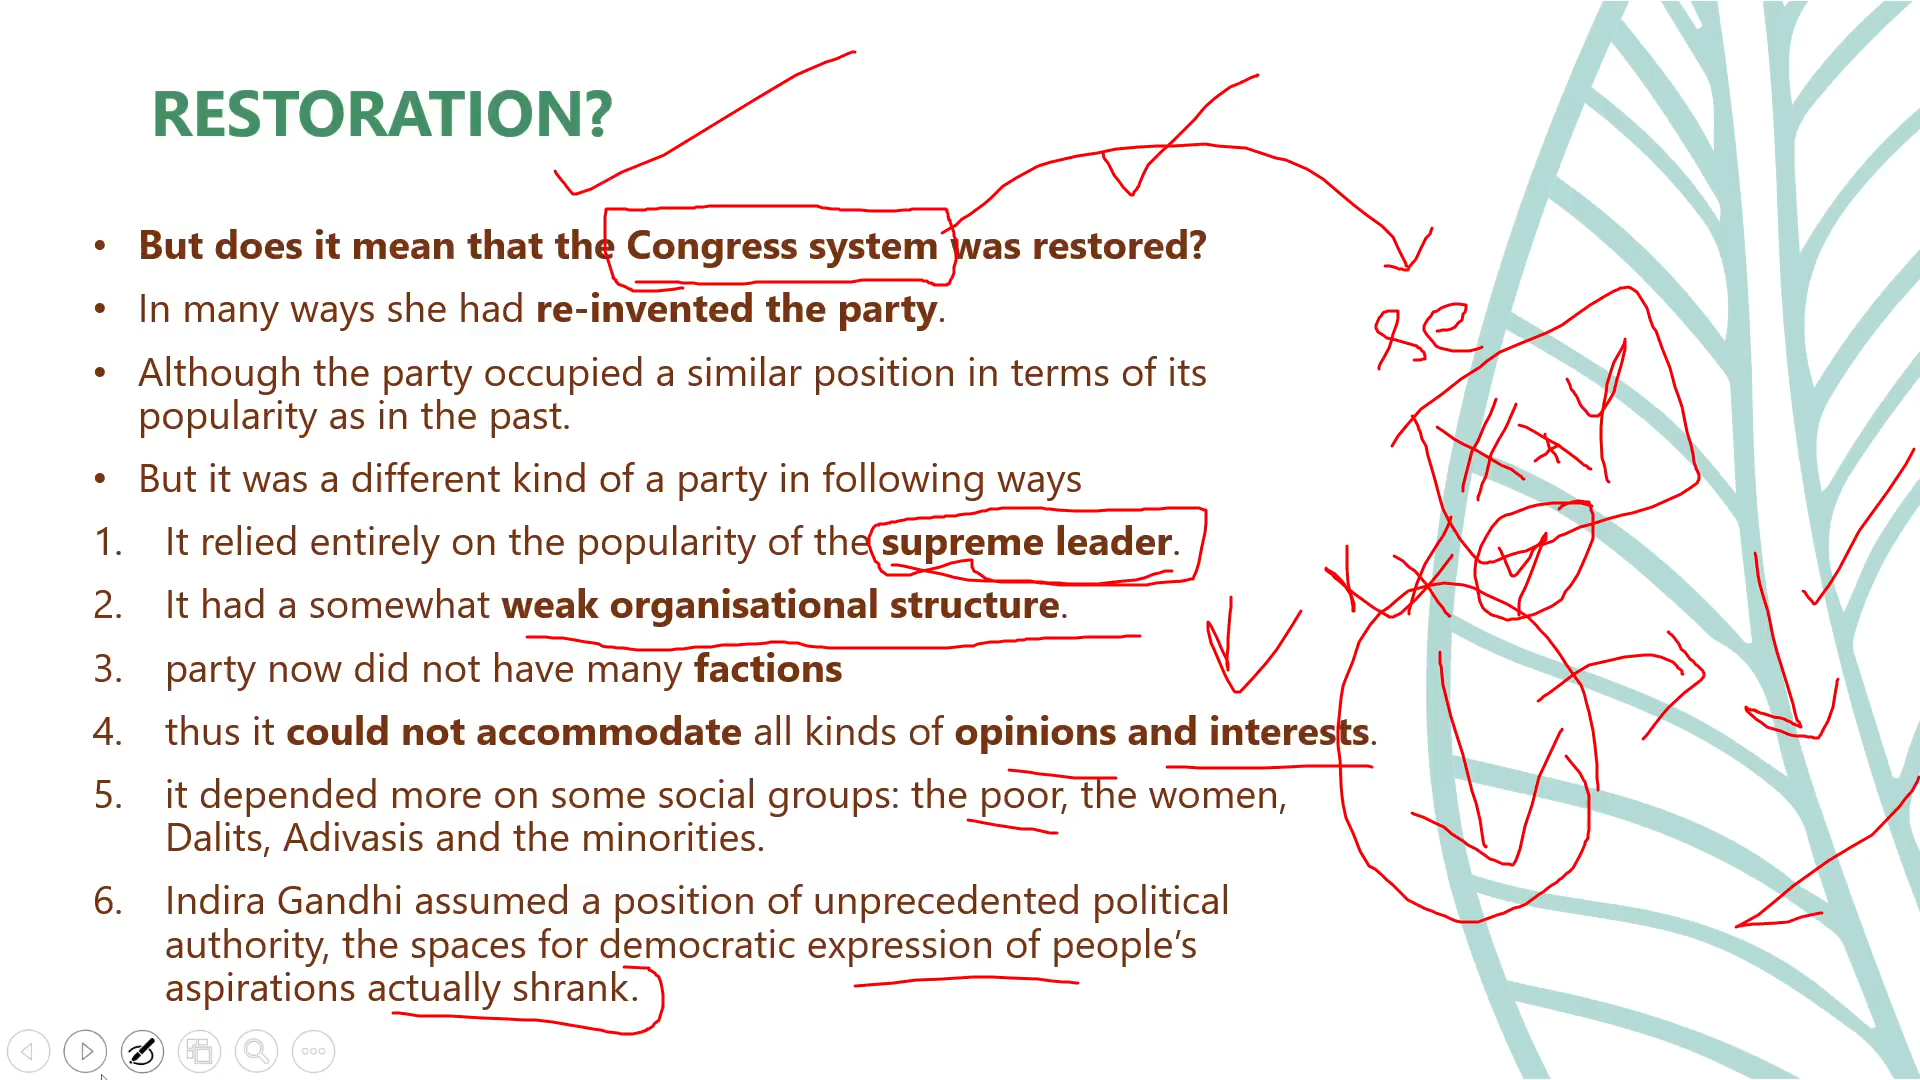 RESTORATION?
• But does it mean that the Congress system was restored?
• In many ways she had re-invented the party.
• Although the party occupied a similar position in terms of its
popularity as in the past.
• But it was a different kind of a party in following ways
1. It relied entirely on the popularity of the supreme leader.
2. It had a somewhat weak organisational structure.
3. party now did not have many factions
4. thus it could not accommodate all kinds of opinions and interests.
5. it depended more on some social groups: the poor, the women,
Dalits, Adivasis and the minorities.
6. Indira Gandhi assumed a position of unprecedented political
authority, the spaces for democratic expression of people’s
aspirations actually shrank.